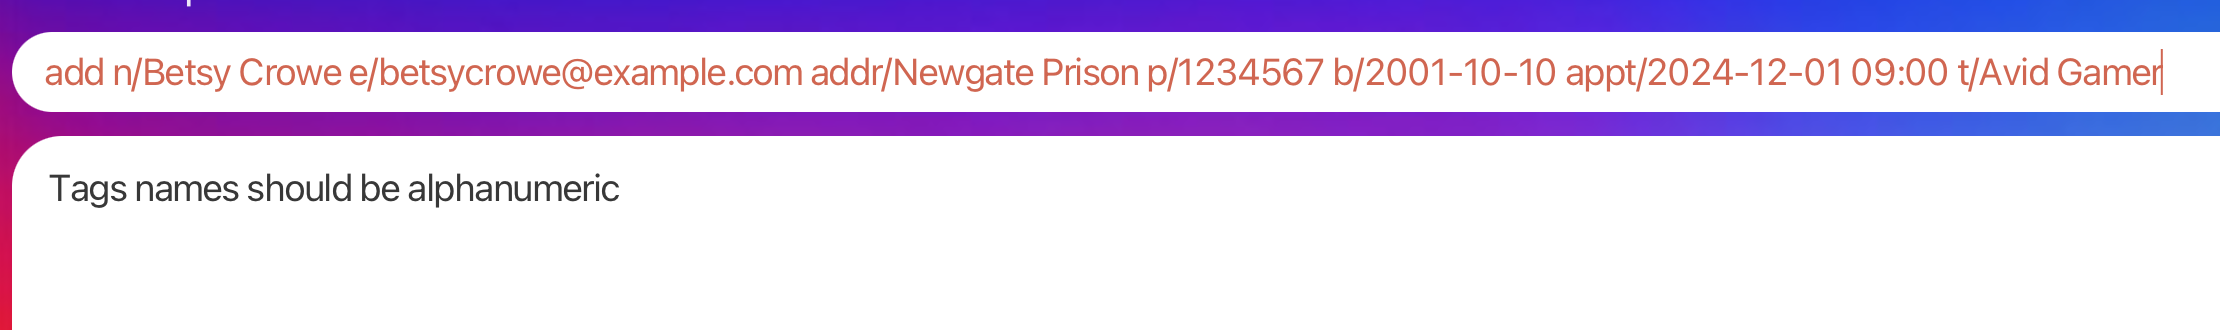 add n/Betsy Crowe e/betsycrowe@example.com addr/Newgate Prison p/1234567 b/2001-10-10 appt/2024-12-01 09:00 t/Avid Gamer
Tags names should be alphanumeric